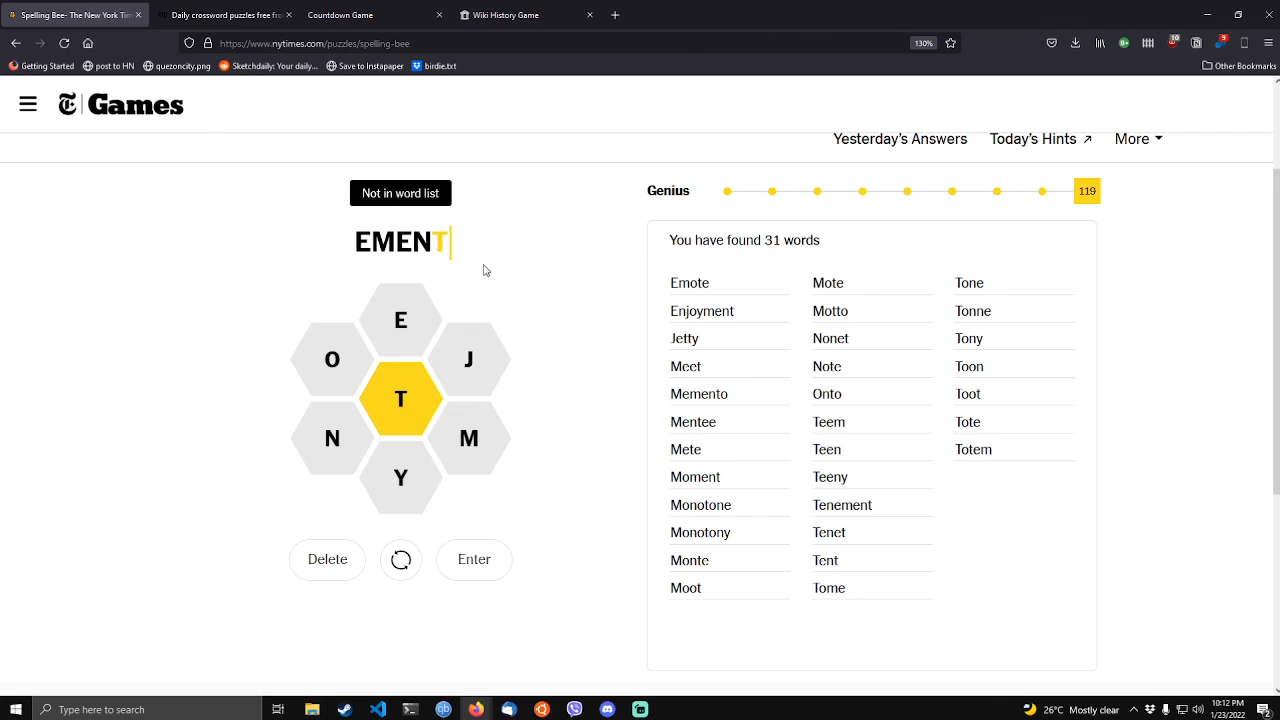 Spelling Bee - The New York Tim
Daily crossword puzzles free fro
Countdown Game
Wiki History Game
https://www.nytimes.com/puzzles/spelling-bee
130%
Getting Started
post to HN
quezoncity.png
Sketchdaily: Your daily...
Save to Instapaper
birdie.txt
Other Bookmarks
T Games
Yesterday's Answers
Today's Hints
More
Not in word list
EMENT
Genius
119
You have found 31 words
Emote
Enjoyment
Jetty
Meet
Memento
Mentee
Mete
Moment
Monotone
Monotony
Monte
Moot
Mote
Motto
Nonet
Note
Onto
Teem
Teen
Teeny
Tenement
Tenet
Tent
Tome
Tone
Tonne
Tony
Toon
Toot
Tote
Totem
E
O
J
T
N
M
Y
Delete
Enter
Type here to search
26°C Mostly clear
10:12 PM
1/23/2022